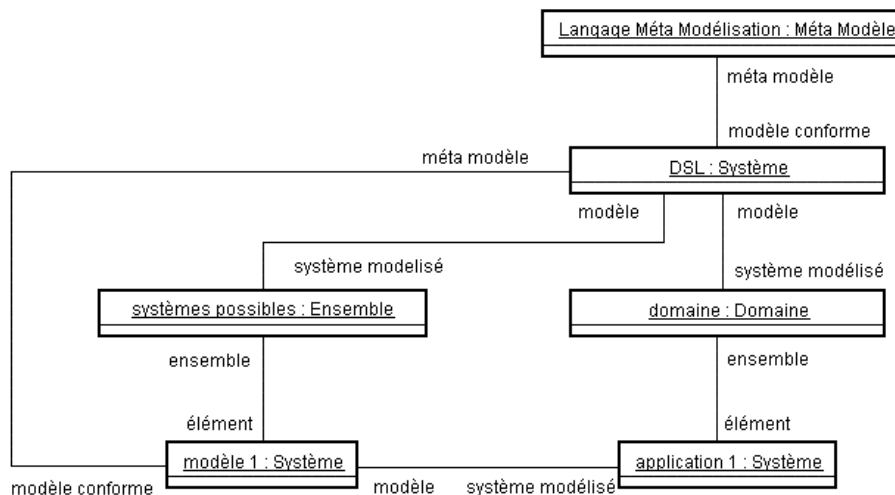 Langage Méta Modélisation : Méta Modèle
méta modèle
modèle conforme
méta modèle
DSL : Système
modèle
modèle
système modelisé
système modélisé
systèmes possibles : Ensemble
domaine : Domaine
ensemble
ensemble
élément
élément
modèle 1 : Système
application 1 : Système
modèle conforme
modèle
système modélisé